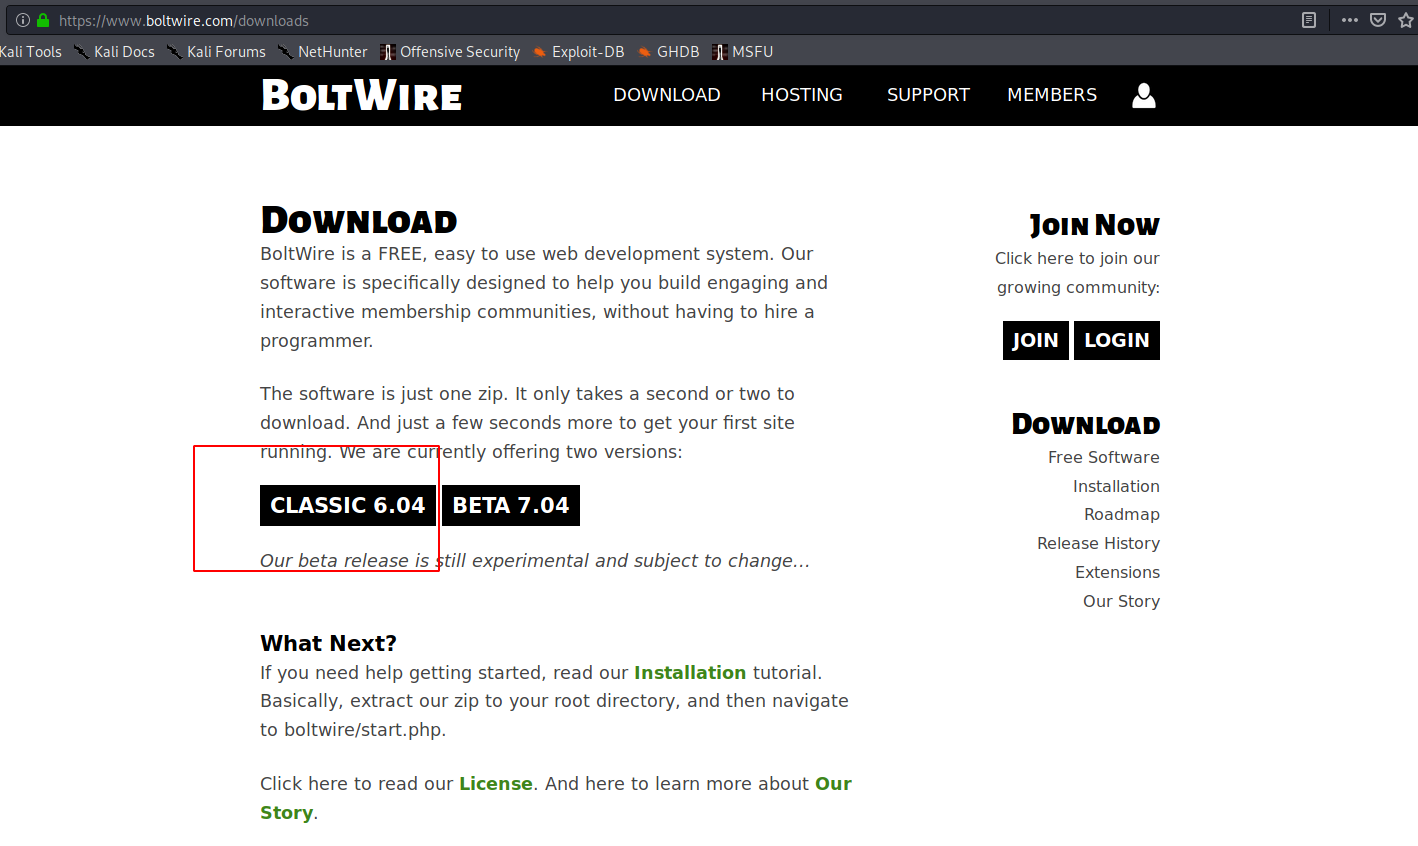 https://www.boltwire.com/downloads
Kali Tools Kali Docs Kali Forums NetHunter Offensive Security Exploit-DB GHDB MSFU
BOLTWIRE DOWNLOAD HOSTING SUPPORT MEMBERS
DOWNLOAD
BoltWire is a FREE, easy to use web development system. Our
software is specifically designed to help you build engaging and
interactive membership communities, without having to hire a
programmer.
The software is just one zip. It only takes a second or two to
download. And just a few seconds more to get your first site
running. We are currently offering two versions:
CLASSIC 6.04 BETA 7.04
Our beta release is still experimental and subject to change...
What Next?
If you need help getting started, read our Installation tutorial.
Basically, extract our zip to your root directory, and then navigate
to boltwire/start.php.
Click here to read our License. And here to learn more about Our
Story.
JOIN NOW
Click here to join our
growing community:
JOIN LOGIN
DOWNLOAD
Free Software
Installation
Roadmap
Release History
Extensions
Our Story